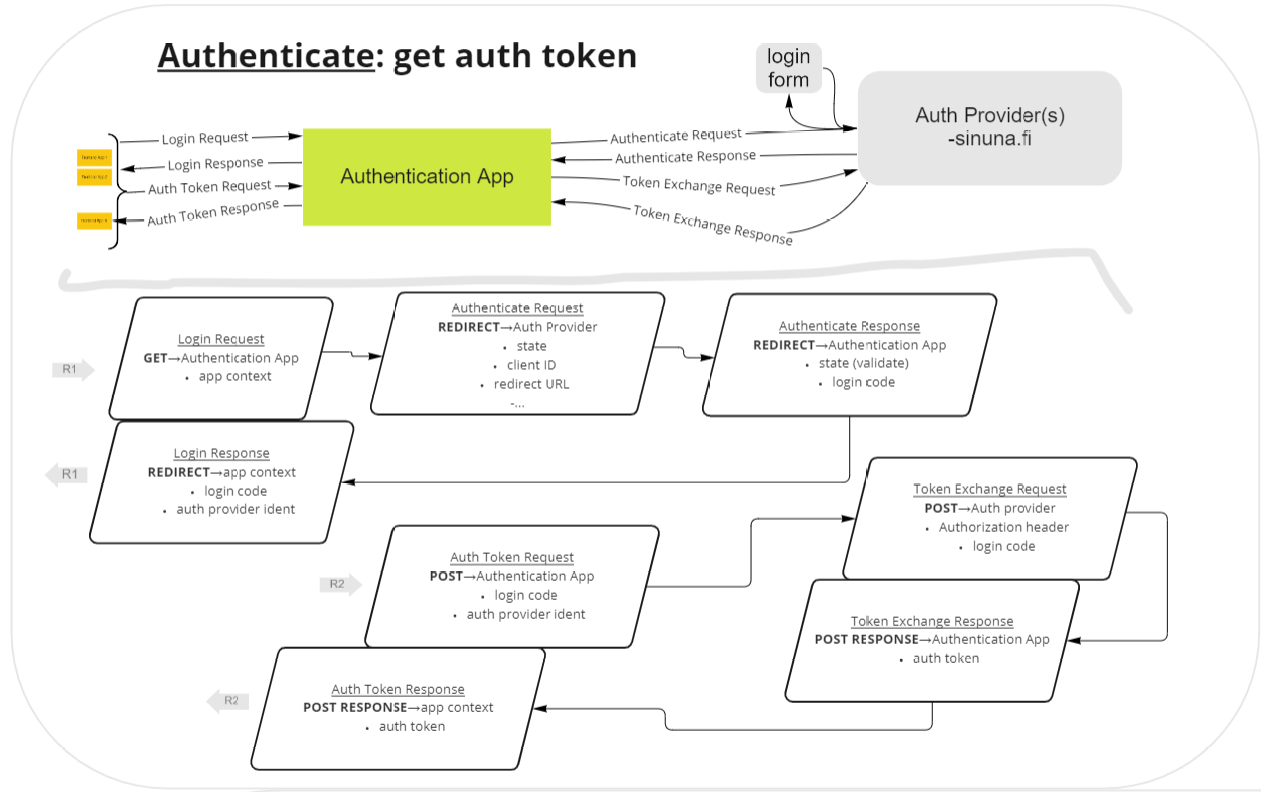 Authenticate: get auth token
login
form
Auth Provider(s)
-sinuna.fi
Login Request
Login Response
Auth Token Request
Auth Token Response
Authentication App
Authenticate Request
Authenticate Response
Token Exchange Request
Token Exchange Response
R1
Login Request
GET→Authentication App
• app context
Authenticate Request
REDIRECT→Auth Provider
• state
• client ID
• redirect URL
-...
Authenticate Response
REDIRECT→Authentication App
• state (validate)
• login code
R1
Login Response
REDIRECT→app context
• login code
• auth provider ident
Token Exchange Request
POST→Auth provider
• Authorization header
• login code
R2
Auth Token Request
POST→Authentication App
• login code
• auth provider ident
Token Exchange Response
POST RESPONSE→Authentication App
• auth token
R2
Auth Token Response
POST RESPONSE→app context
• auth token